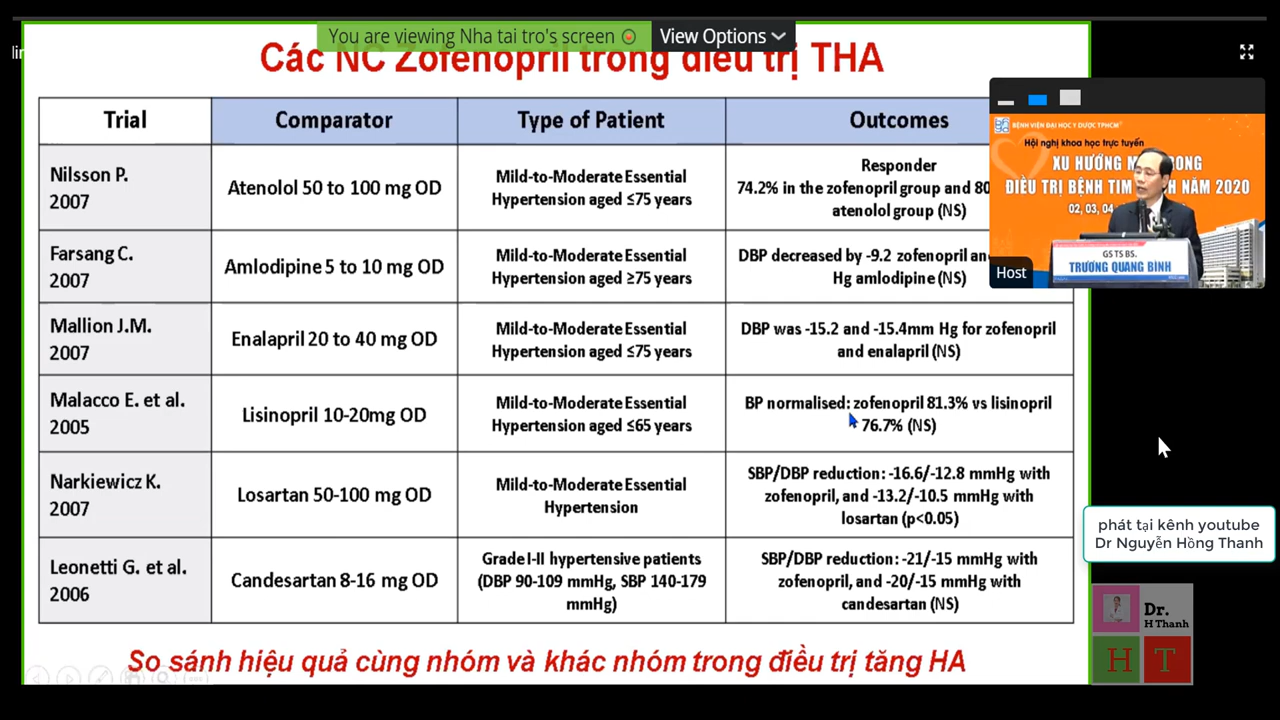 You are viewing Nha tai tro's screen
View Options
Các NC Zofenopril trong điều trị THA
Trial
Comparator
Type of Patient
Outcomes
Nilsson P.
2007
Atenolol 50 to 100 mg OD
Mild-to-Moderate Essential
Hypertension aged ≤75 years
Responder
74.2% in the zofenopril group and 80
atenolol group (NS)
Farsang C.
2007
Amlodipine 5 to 10 mg OD
Mild-to-Moderate Essential
Hypertension aged ≥75 years
DBP decreased by -9.2 zofenopril
Hg amlodipine (NS)
Mallion J.M.
2007
Enalapril 20 to 40 mg OD
Mild-to-Moderate Essential
Hypertension aged ≤75 years
DBP was -15.2 and -15.4mm Hg for zofenopril
and enalapril (NS)
Malacco E. et al.
2005
Lisinopril 10-20mg OD
Mild-to-Moderate Essential
Hypertension aged ≤65 years
BP normalised: zofenopril 81.3% vs lisinopril
76.7% (NS)
Narkiewicz K.
2007
Losartan 50-100 mg OD
Mild-to-Moderate Essential
Hypertension
SBP/DBP reduction: -16.6/-12.8 mmHg with
zofenopril, and -13.2/-10.5 mmHg with
losartan (p<0.05)
Leonetti G. et al.
2006
Candesartan 8-16 mg OD
Grade I-II hypertensive patients
(DBP 90-109 mmHg, SBP 140-179
mmHg)
SBP/DBP reduction: -21/-15 mmHg with
zofenopril, and -20/-15 mmHg with
candesartan (NS)
So sánh hiệu quả cùng nhóm và khác nhóm trong điều trị tăng HA
BỆNH VIỆN ĐẠI HỌC Y DƯỢC TPHCM
Hội nghị khoa học trực tuyến
XU HƯỚNG M RONG
ĐIỀU TRỊ BỆNH TIM CH NĂM 2020
02, 03, 04
GS TS BS.
TRƯƠNG QUANG BÌNH
Host
phát tại kênh youtube
Dr Nguyễn Hồng Thanh
Dr.
H Thanh
H T